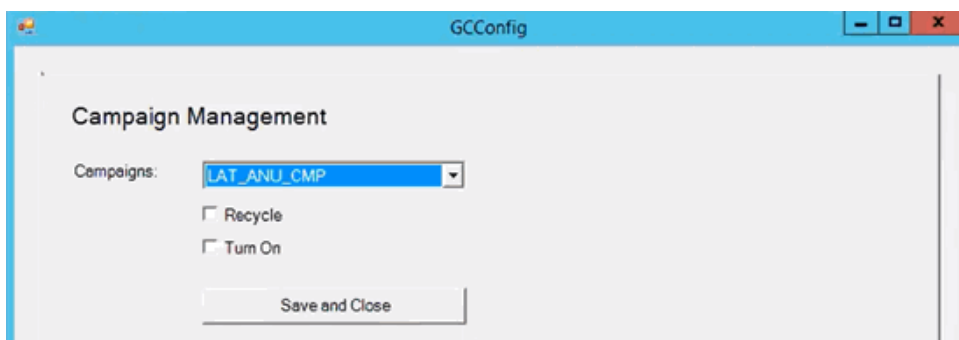 GCConfig
Campaign Management
Campaigns: LAT_ANU_CMP
Recycle
Turn On
Save and Close